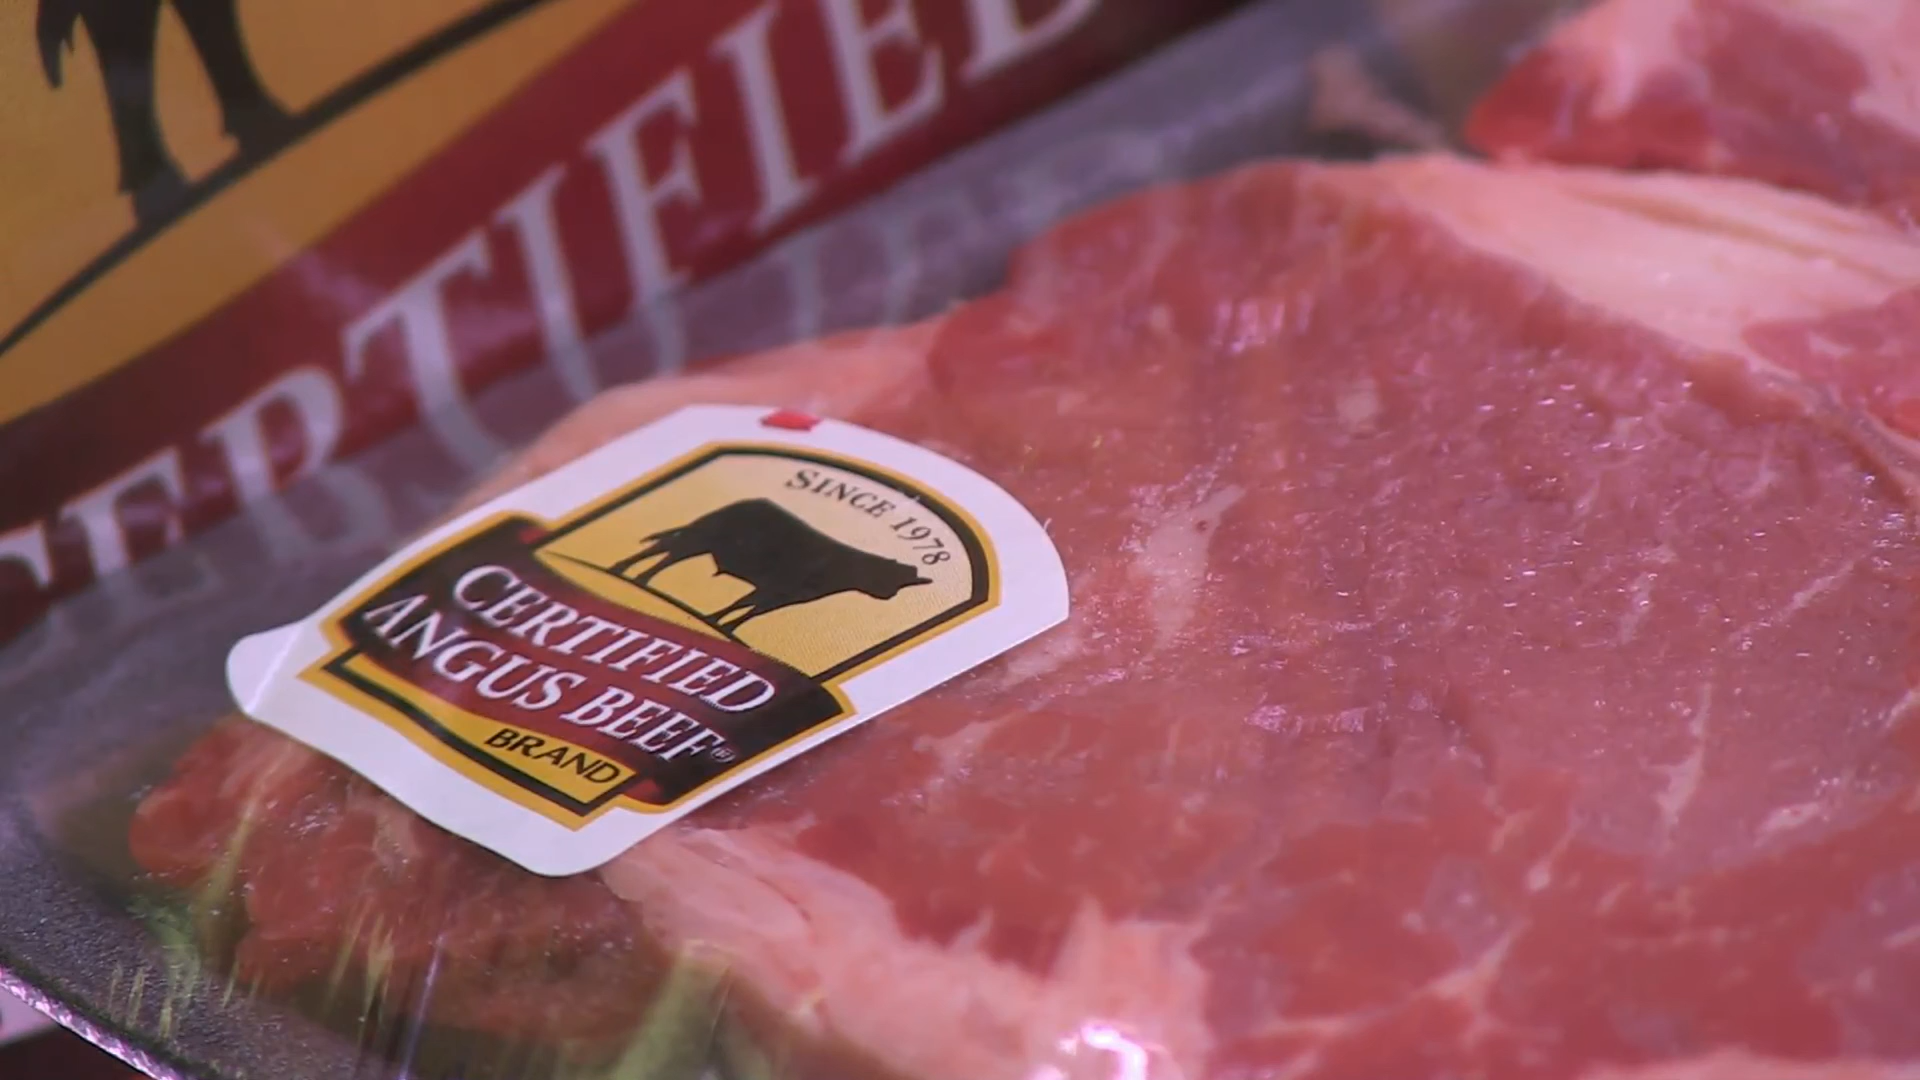 CERTIFIED
SINCE 1978
CERTIFIED
ANGUS BEEF®
BRAND